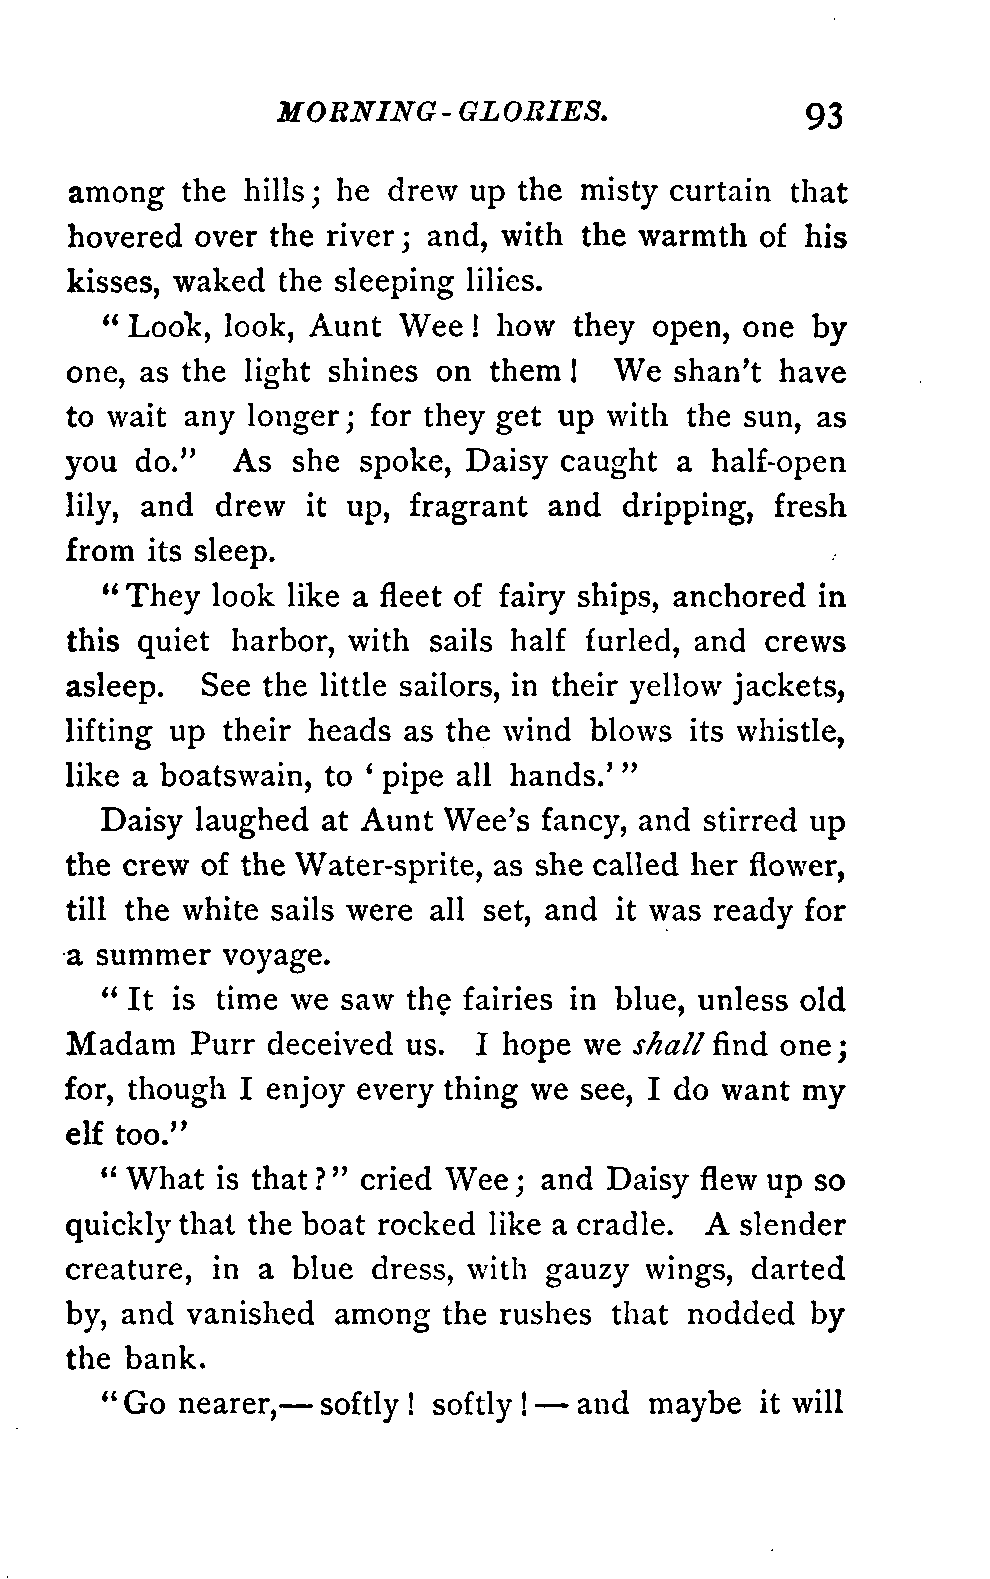 MORNING-GLORIES. 93
among the hills; he drew up the misty curtain that
hovered over the river; and, with the warmth of his
kisses, waked the sleeping lilies.
"Look, look, Aunt Wee! how they open, one by
one, as the light shines on them! We shan't have
to wait any longer; for they get up with the sun, as
you do." As she spoke, Daisy caught a half-open
lily, and drew it up, fragrant and dripping, fresh
from its sleep.
"They look like a fleet of fairy ships, anchored in
this quiet harbor, with sails half furled, and crews
asleep. See the little sailors, in their yellow jackets,
lifting up their heads as the wind blows its whistle,
like a boatswain, to 'pipe all hands.'"
Daisy laughed at Aunt Wee's fancy, and stirred up
the crew of the Water-sprite, as she called her flower,
till the white sails were all set, and it was ready for
a summer voyage.
"It is time we saw the fairies in blue, unless old
Madam Purr deceived us. I hope we shall find one;
for, though I enjoy every thing we see, I do want my
elf too."
"What is that?" cried Wee; and Daisy flew up so
quickly that the boat rocked like a cradle. A slender
creature, in a blue dress, with gauzy wings, darted
by, and vanished among the rushes that nodded by
the bank.
"Go nearer,—softly! softly!—and maybe it will